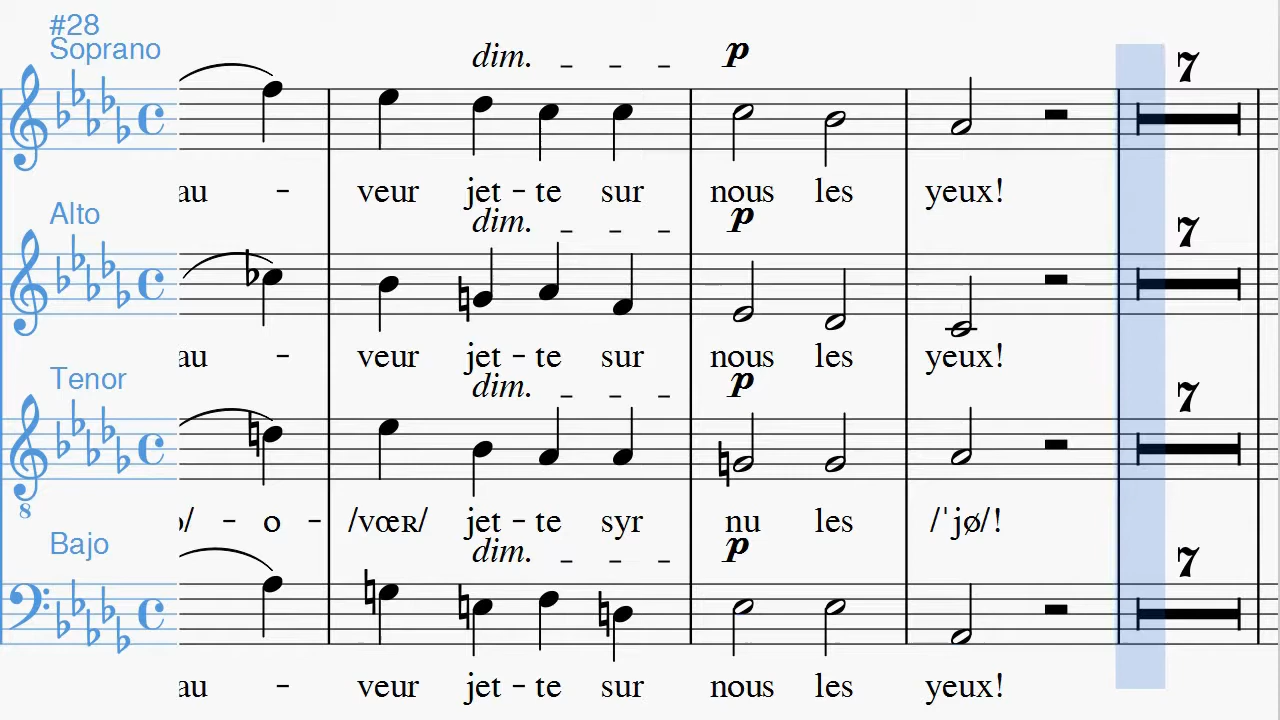 #28
Soprano
dim. _ _ _ p 7
au - veur jet - te sur nous les yeux!
Alto
dim. _ _ _ p 7
au - veur jet - te sur nous les yeux!
Tenor
dim. _ _ _ p 7
8
/ - o - /vœʀ/ jet - te syr nu les /ˈjø/!
Bajo
dim. _ _ _ p 7
au - veur jet - te sur nous les yeux!